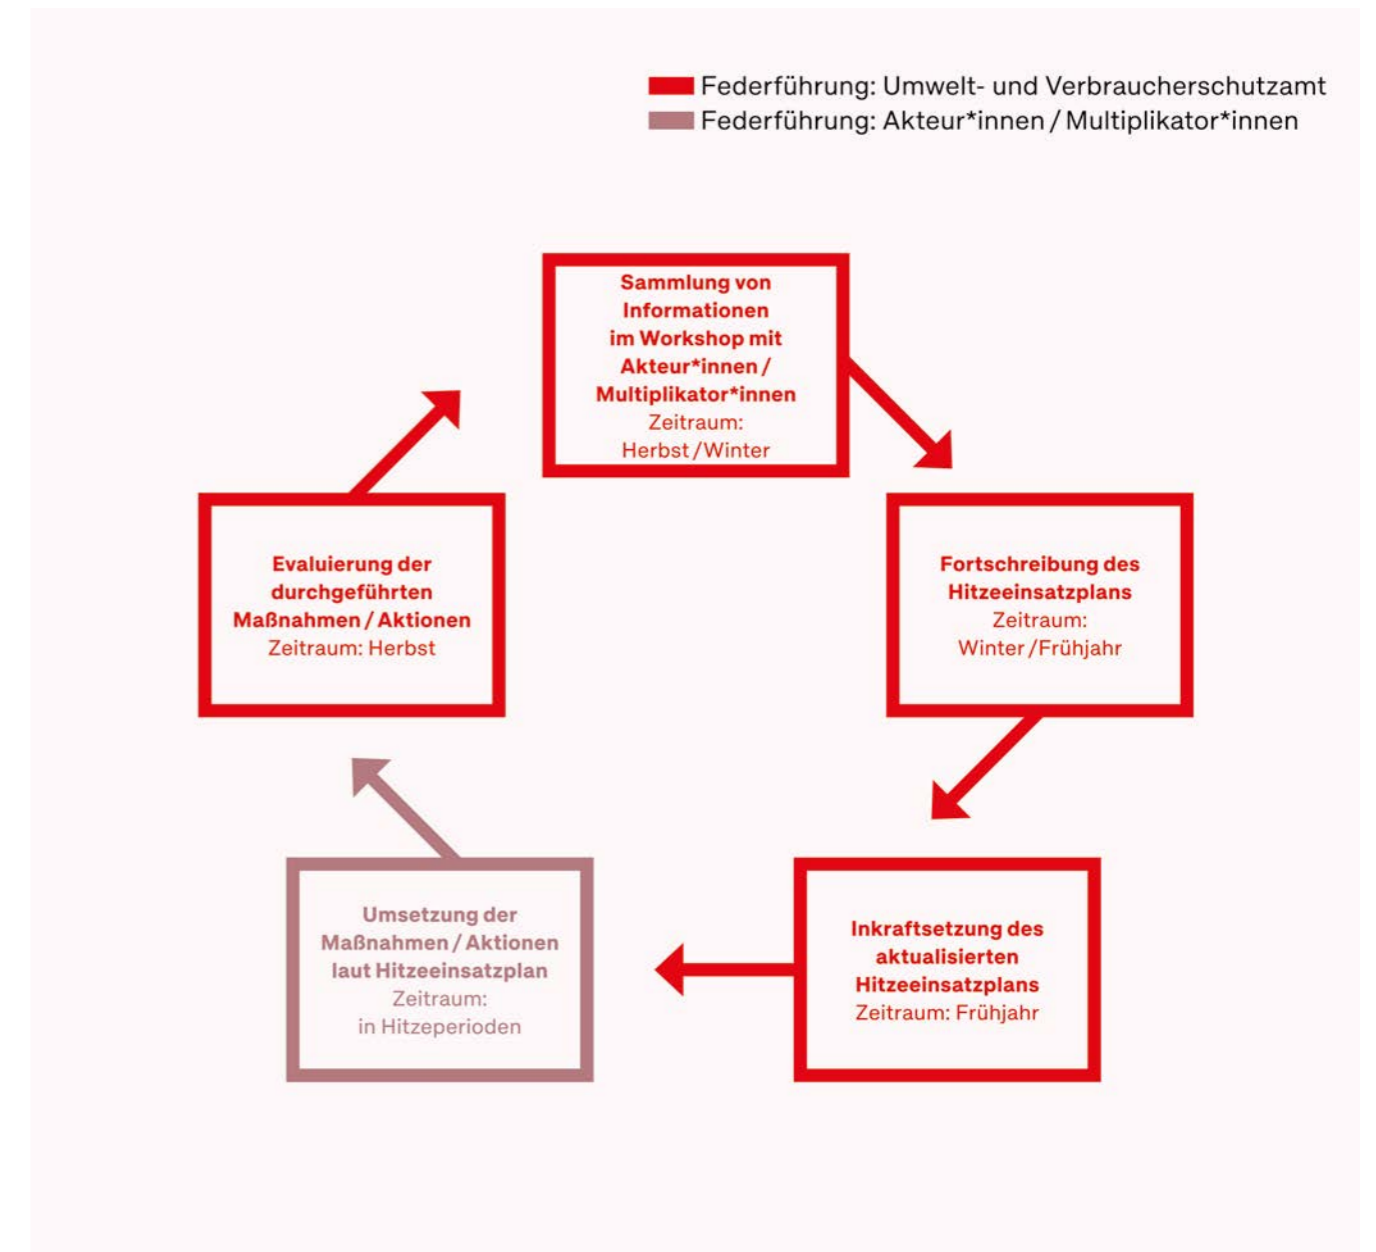 Federführung: Umwelt- und Verbraucherschutzamt
Federführung: Akteur*innen / Multiplikator*innen
Sammlung von
Informationen
im Workshop mit
Akteur*innen /
Multiplikator*innen
Zeitraum:
Herbst / Winter
Fortschreibung des
Hitzeeinsatzplans
Zeitraum:
Winter / Frühjahr
Inkraftsetzung des
aktualisierten
Hitzeeinsatzplans
Zeitraum: Frühjahr
Umsetzung der
Maßnahmen / Aktionen
laut Hitzeeinsatzplan
Zeitraum:
in Hitzeperioden
Evaluierung der
durchgeführten
Maßnahmen / Aktionen
Zeitraum: Herbst